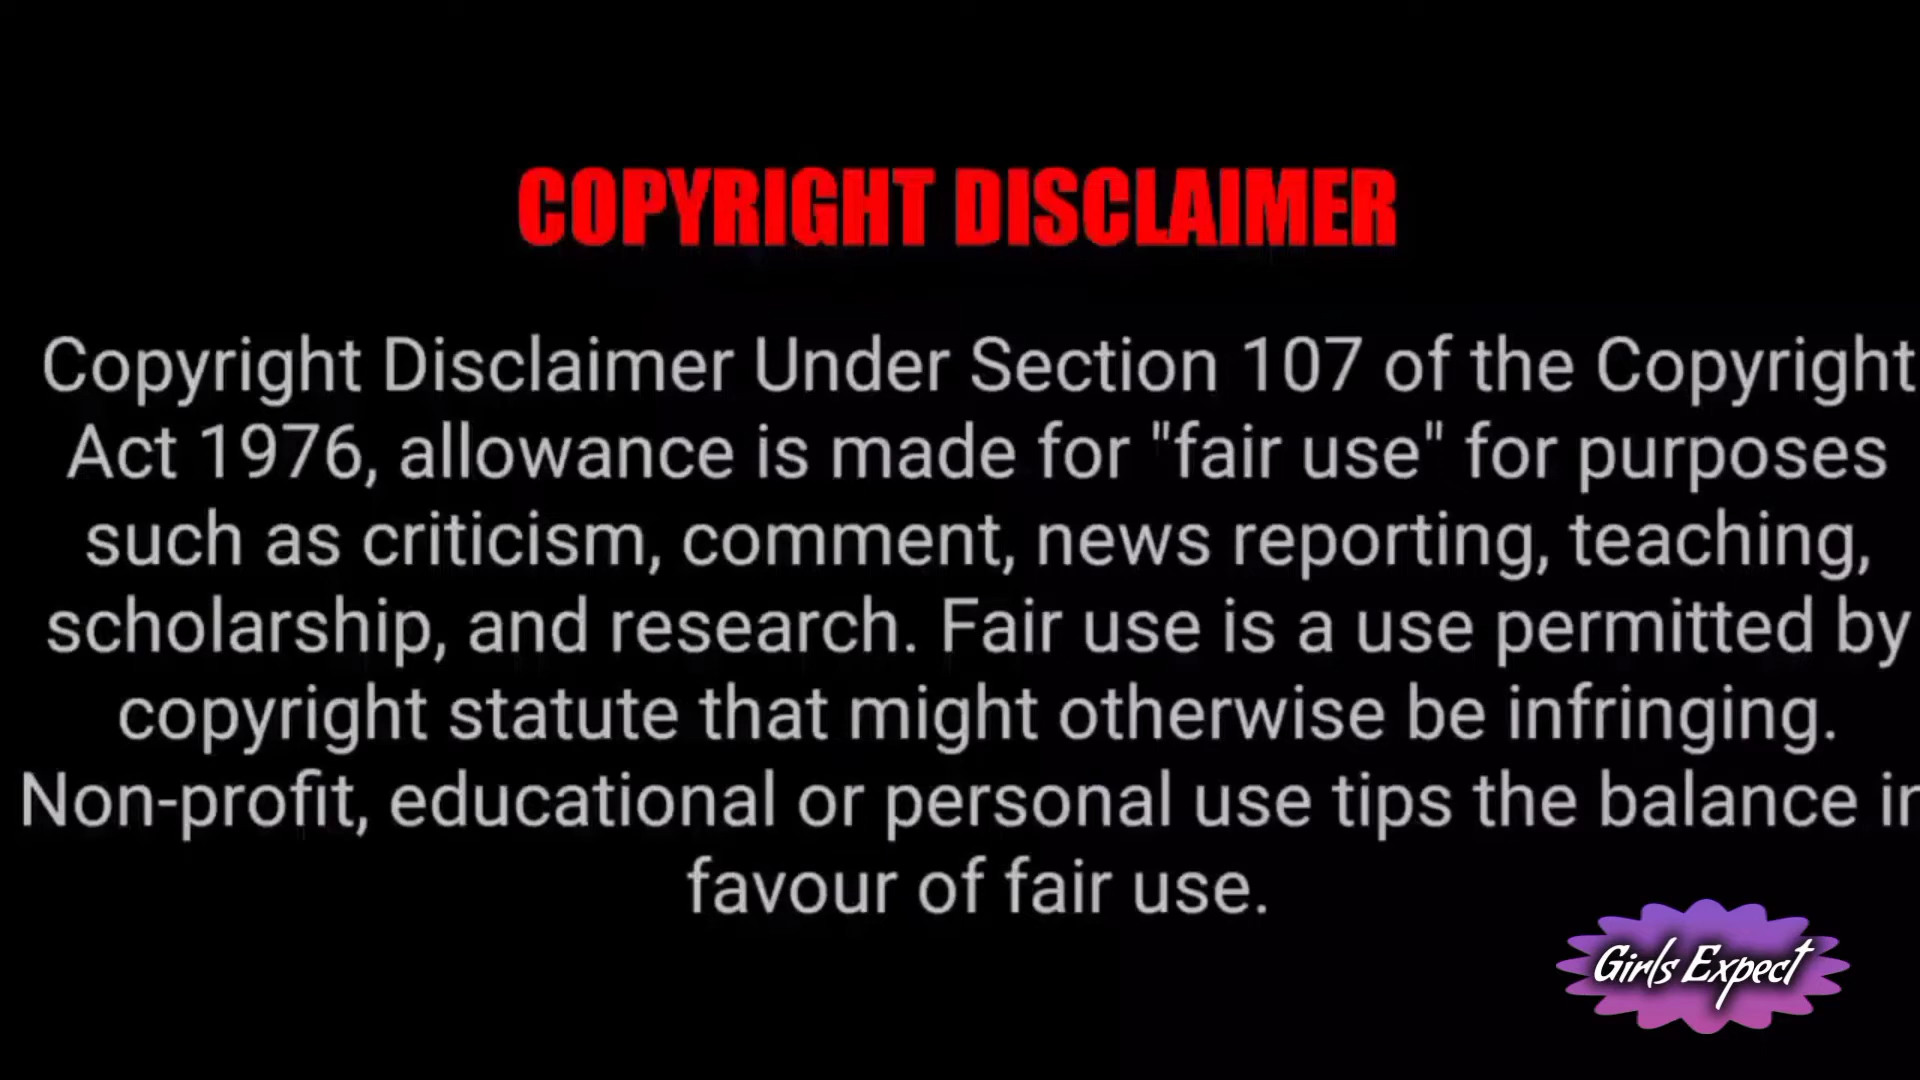 COPYRIGHT DISCLAIMER
Copyright Disclaimer Under Section 107 of the Copyright
Act 1976, allowance is made for "fair use" for purposes
such as criticism, comment, news reporting, teaching,
scholarship, and research. Fair use is a use permitted by
copyright statute that might otherwise be infringing.
Non-profit, educational or personal use tips the balance in
favour of fair use.
Girls Expect